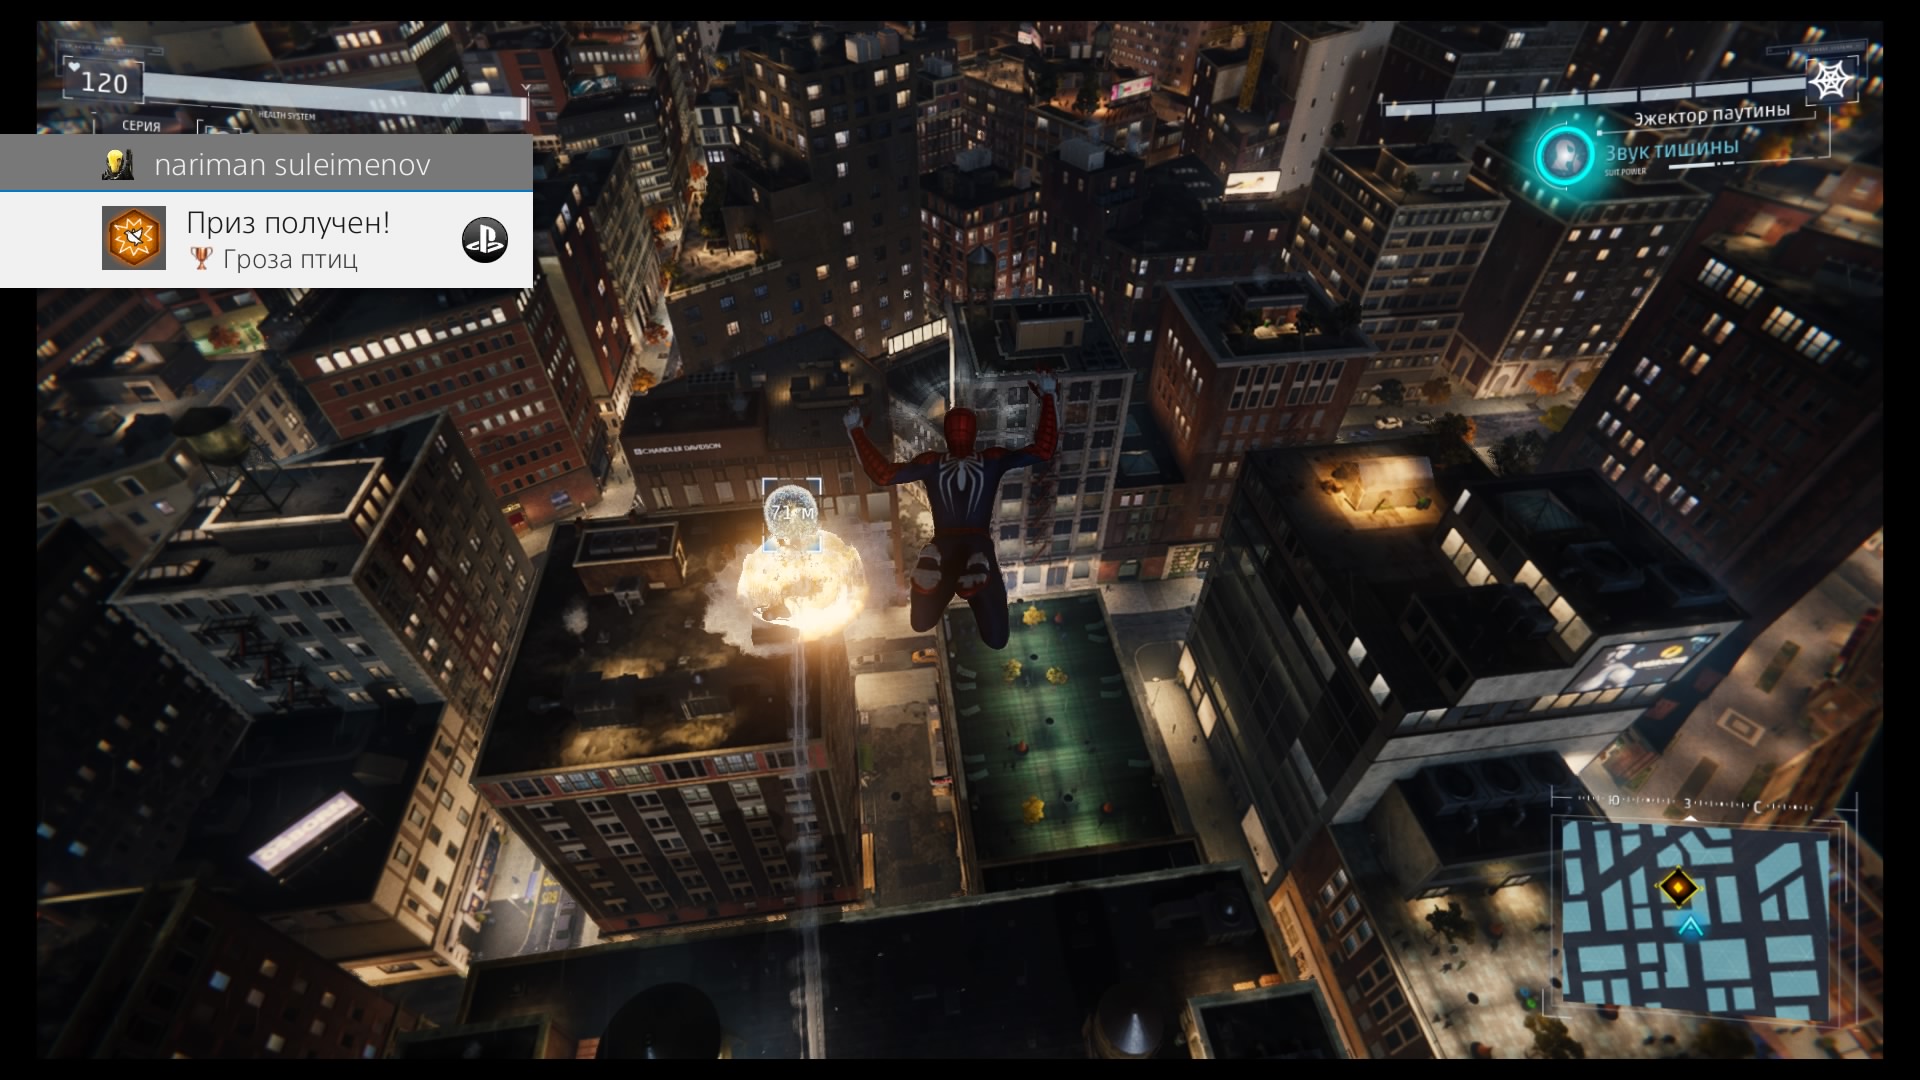 120
HEALTH SYSTEM
СЕРИЯ
nariman suleimenov
Приз получен!
Гроза птиц
Эжектор паутины
Звук тишины
SUIT POWER
CHANDLER DAVIDSON
71 м
OSBORN
Ю З С